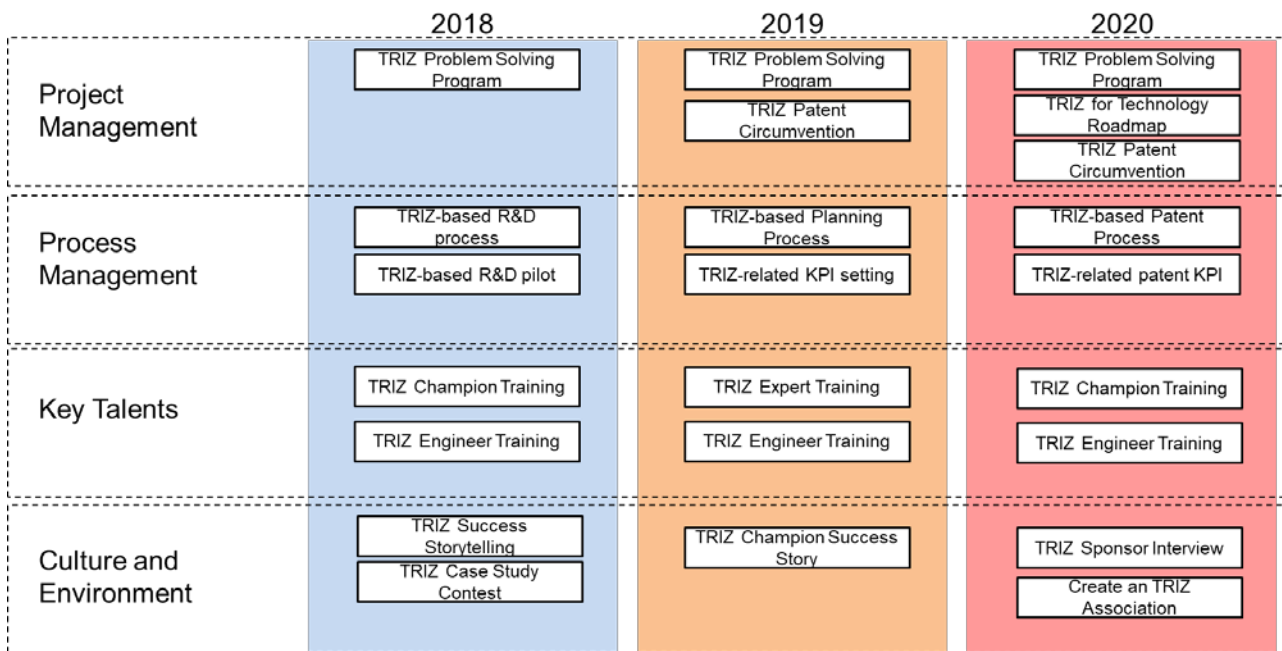 2018
2019
2020
Project
Management
TRIZ Problem Solving
Program
TRIZ Problem Solving
Program
TRIZ Patent
Circumvention
TRIZ Problem Solving
Program
TRIZ for Technology
Roadmap
TRIZ Patent
Circumvention
Process
Management
TRIZ-based R&D
process
TRIZ-based R&D pilot
TRIZ-based Planning
Process
TRIZ-related KPI setting
TRIZ-based Patent
Process
TRIZ-related patent KPI
Key Talents
TRIZ Champion Training
TRIZ Engineer Training
TRIZ Expert Training
TRIZ Engineer Training
TRIZ Champion Training
TRIZ Engineer Training
Culture and
Environment
TRIZ Success
Storytelling
TRIZ Case Study
Contest
TRIZ Champion Success
Story
TRIZ Sponsor Interview
Create an TRIZ
Association